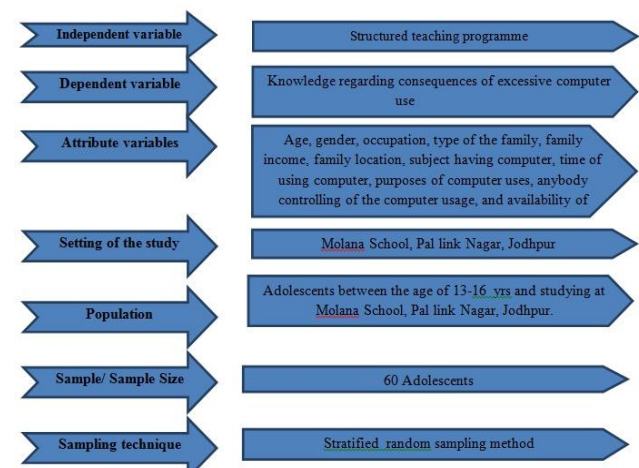 Independent variable
Structured teaching programme
Dependent variable
Knowledge regarding consequences of excessive computer
use
Attribute variables
Age, gender, occupation, type of the family, family
income, family location, subject having computer, time of
using computer, purposes of computer uses, anybody
controlling of the computer usage, and availability of
Setting of the study
Molana School, Pal link Nagar, Jodhpur
Population
Adolescents between the age of 13-16 yrs and studying at
Molana School, Pal link Nagar, Jodhpur.
Sample/ Sample Size
60 Adolescents
Sampling technique
Stratified random sampling method